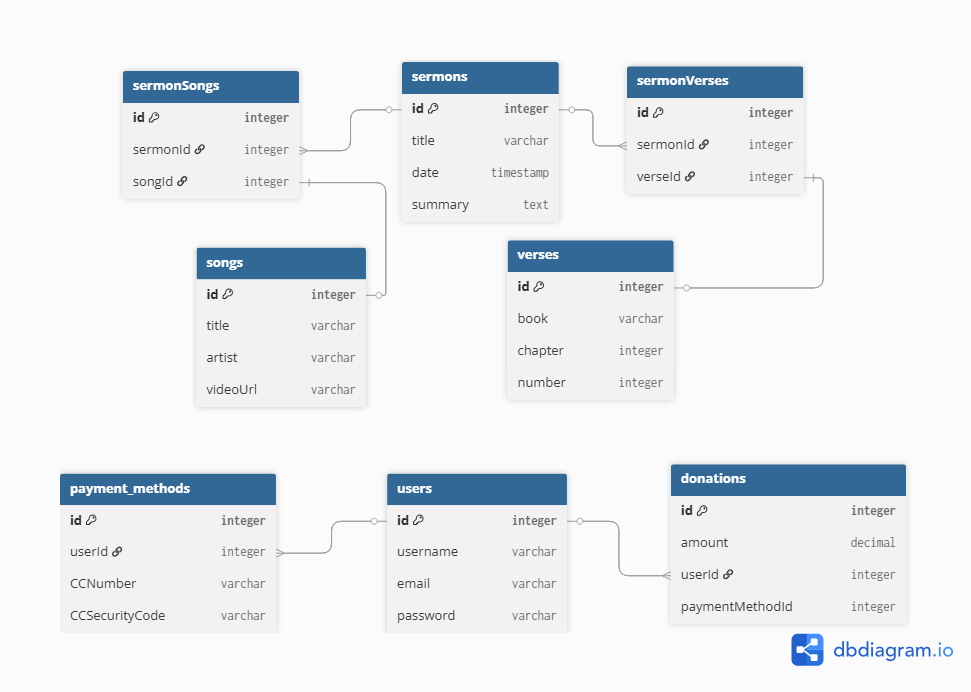 sermonSongs
id integer
sermonId integer
songId integer
sermons
id integer
title varchar
date timestamp
summary text
sermonVerses
id integer
sermonId integer
verseId integer
songs
id integer
title varchar
artist varchar
videoUrl varchar
verses
id integer
book varchar
chapter integer
number integer
payment_methods
id integer
userId integer
CCNumber varchar
CCSecurityCode varchar
users
id integer
username varchar
email varchar
password varchar
donations
id integer
amount decimal
userId integer
paymentMethodId integer
dbdiagram.io